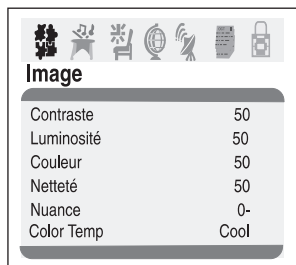 Image
Contraste 50
Luminosité 50
Couleur 50
Netteté 50
Nuance 0-
Color Temp Cool